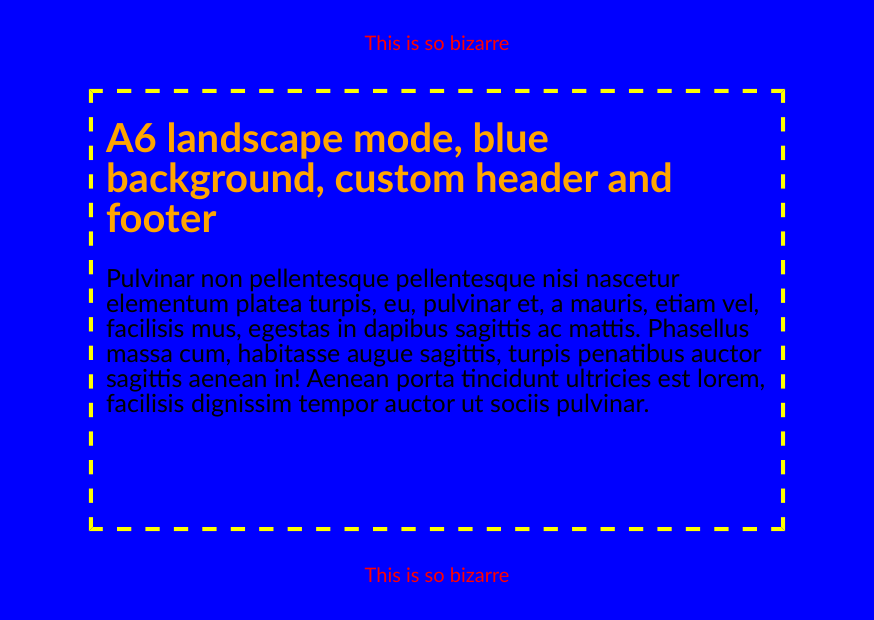 This is so bizarre
A6 landscape mode, blue
background, custom header and
footer
Pulvinar non pellentesque pellentesque nisi nascetur
elementum platea turpis, eu, pulvinar et, a mauris, etiam vel,
facilisis mus, egestas in dapibus sagittis ac mattis. Phasellus
massa cum, habitasse augue sagittis, turpis penatibus auctor
sagittis aenean in! Aenean porta tincidunt ultricies est lorem,
facilisis dignissim tempor auctor ut sociis pulvinar.
This is so bizarre